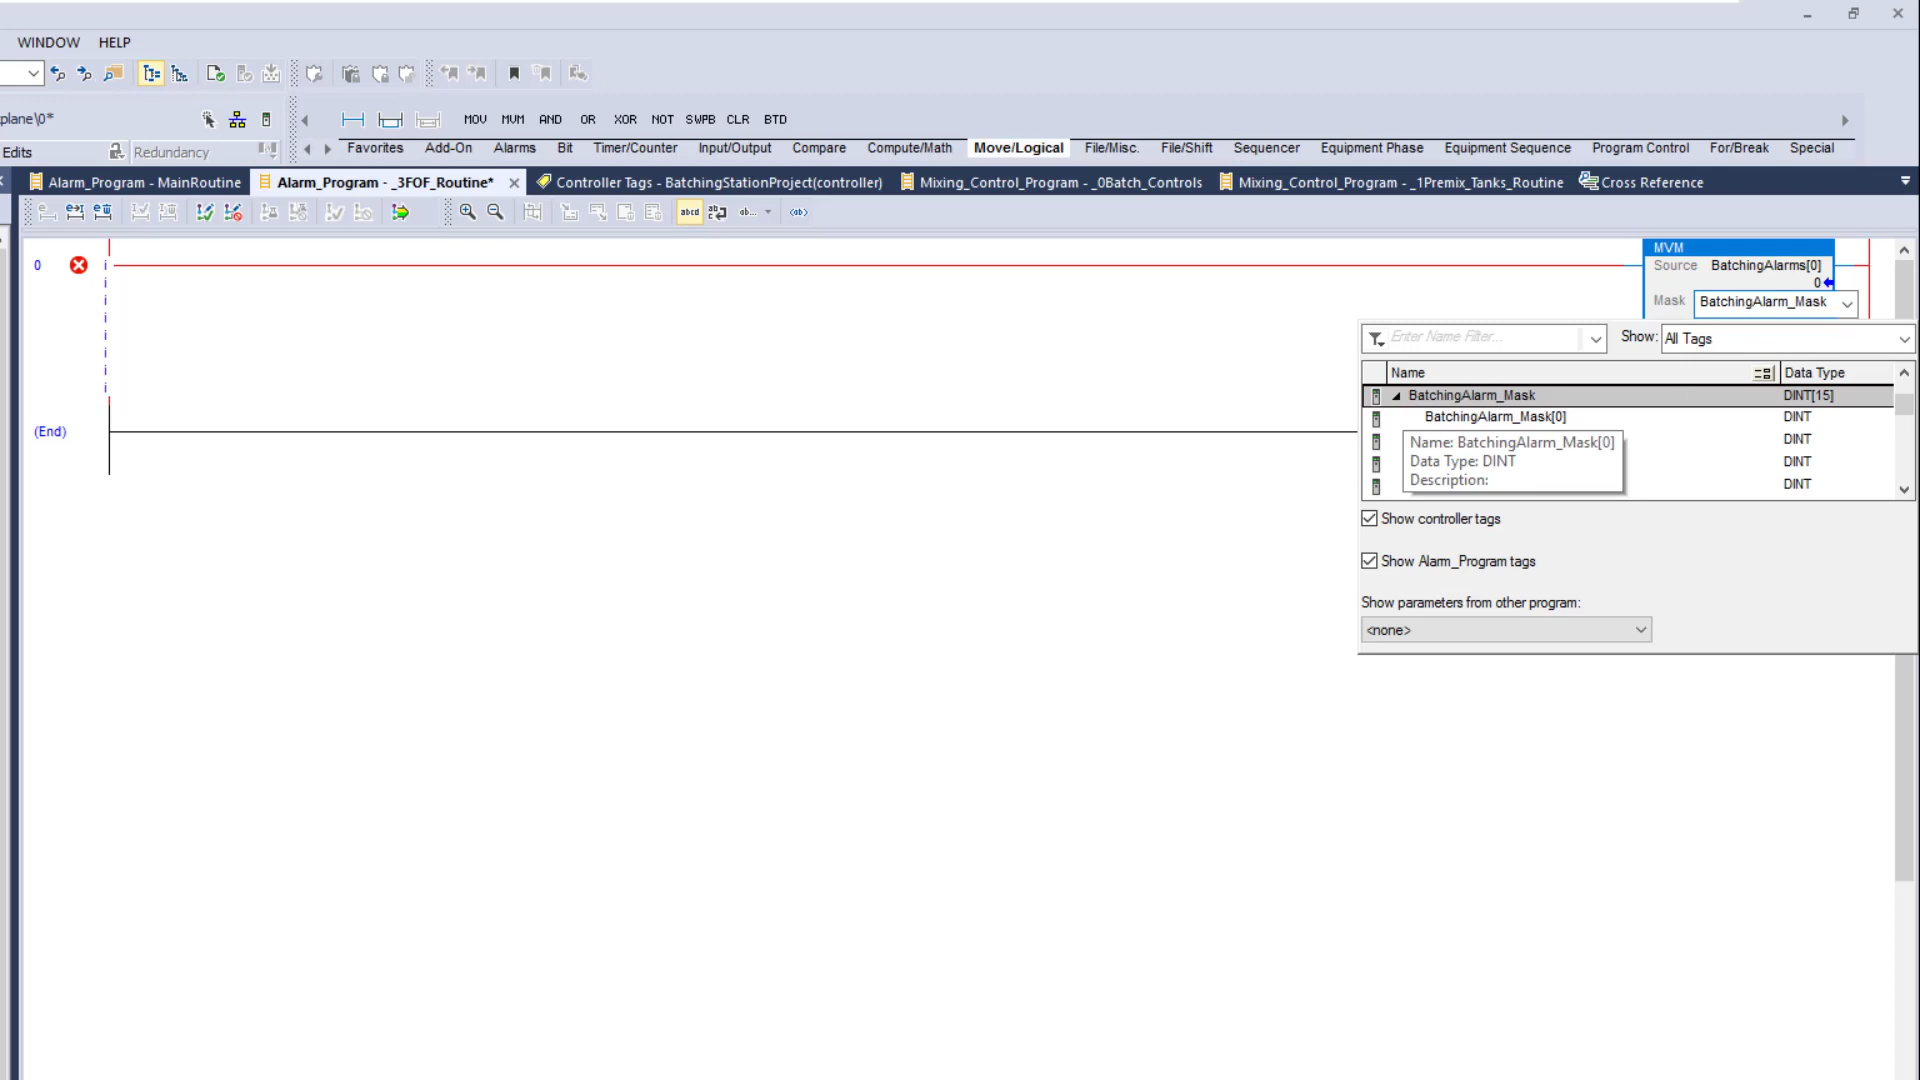 WINDOW HELP
plane\0*
MOV MVM AND OR XOR NOT SWPB CLR BTD
Edits Redundancy
Favorites Add-On Alarms Bit Timer/Counter Input/Output Compare Compute/Math Move/Logical File/Misc. File/Shift Sequencer Equipment Phase Equipment Sequence Program Control For/Break Special
Alarm_Program - MainRoutine Alarm_Program - _3FOF_Routine* Controller Tags - BatchingStationProject(controller) Mixing_Control_Program - _0Batch_Controls Mixing_Control_Program - _1Premix_Tanks_Routine Cross Reference
abcd ab... <ab>
MVM
0 i Source BatchingAlarms[0]
i 0
i Mask BatchingAlarm_Mask
i
i
i
i
i
Enter Name Filter... Show: All Tags
Name Data Type
BatchingAlarm_Mask DINT[15]
BatchingAlarm_Mask[0] DINT
(End)
Name: BatchingAlarm_Mask[0] DINT
Data Type: DINT DINT
Description: DINT
Show controller tags
Show Alarm_Program tags
Show parameters from other program:
<none>